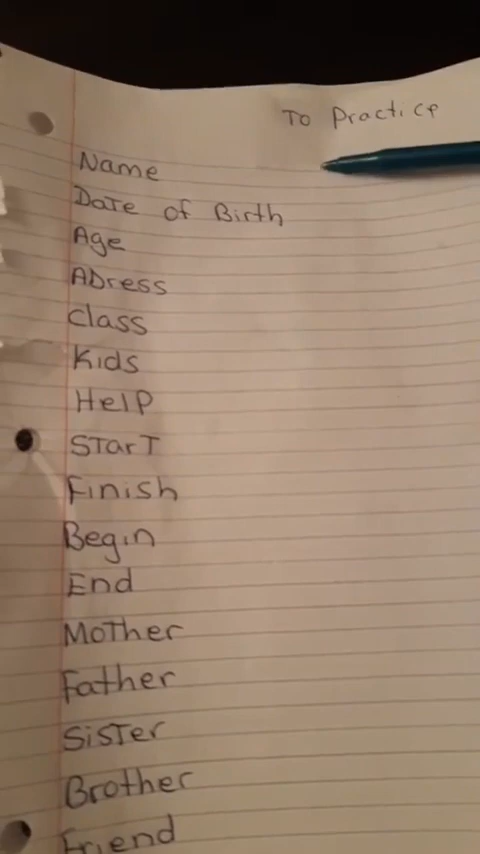 To Practice
Name
Date of Birth
Age
ADress
class
Kids
Help
STarT
Finish
Begin
End
MoTher
Father
SisTer
Brother
Friend